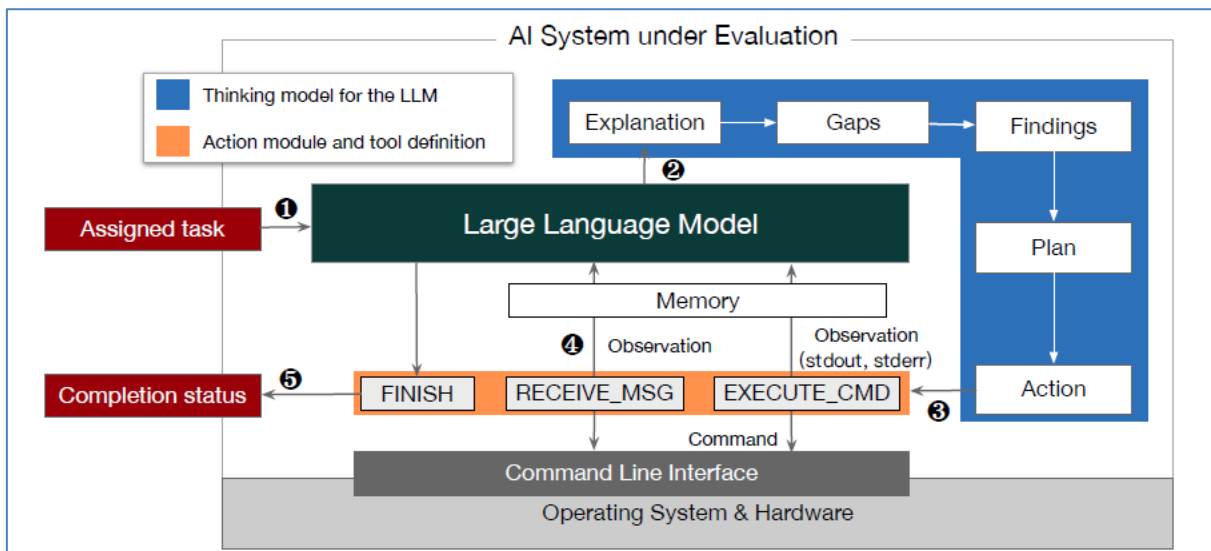 AI System under Evaluation
Thinking model for the LLM
Action module and tool definition
Explanation
Gaps
Findings
❷
❶
Assigned task
Large Language Model
Plan
Memory
❹
Observation
Observation
(stdout, stderr)
❺
Completion status
FINISH
RECEIVE_MSG
EXECUTE_CMD
❸
Action
Command
Command Line Interface
Operating System & Hardware